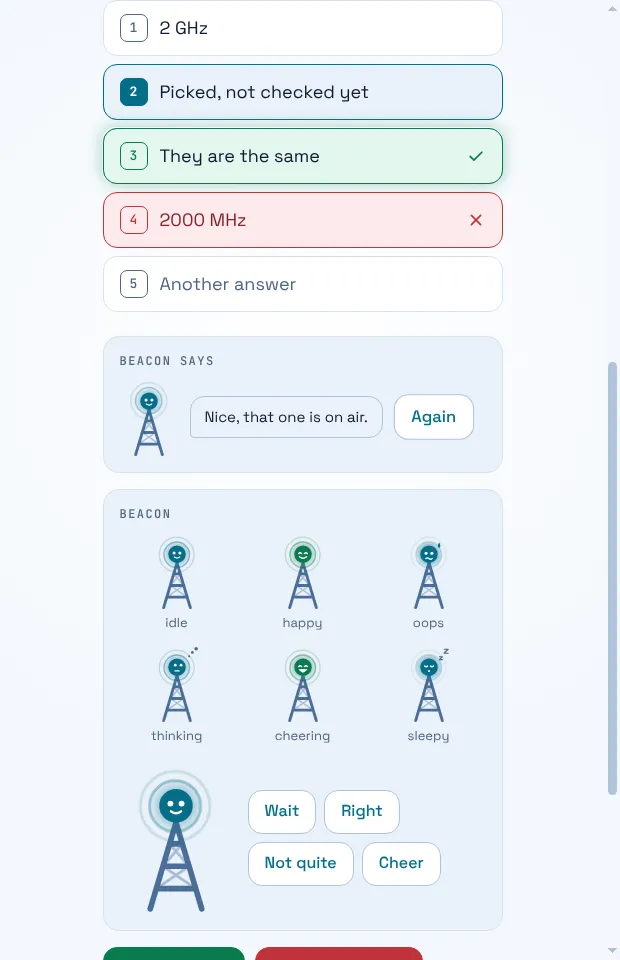 1 2 GHz
2 Picked, not checked yet
3 They are the same
4 2000 MHz
5 Another answer
BEACON SAYS
Nice, that one is on air. Again
BEACON
idle happy oops
z
z
thinking cheering sleepy
Wait Right
Not quite Cheer